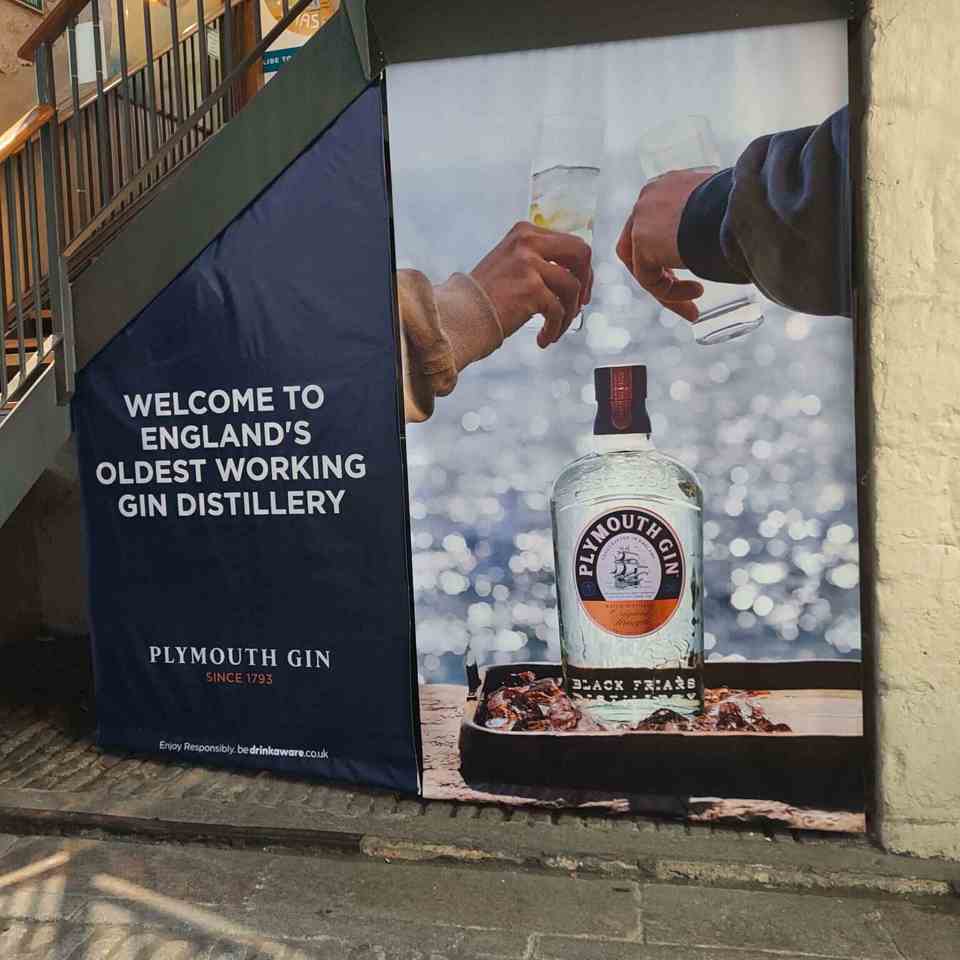 WELCOME TO
ENGLAND'S
OLDEST WORKING
GIN DISTILLERY
PLYMOUTH GIN
SINCE 1793
Enjoy Responsibly. bedrinkaware.co.uk
PLYMOUTH GIN
BLACK FRIARS
DISTILLERY